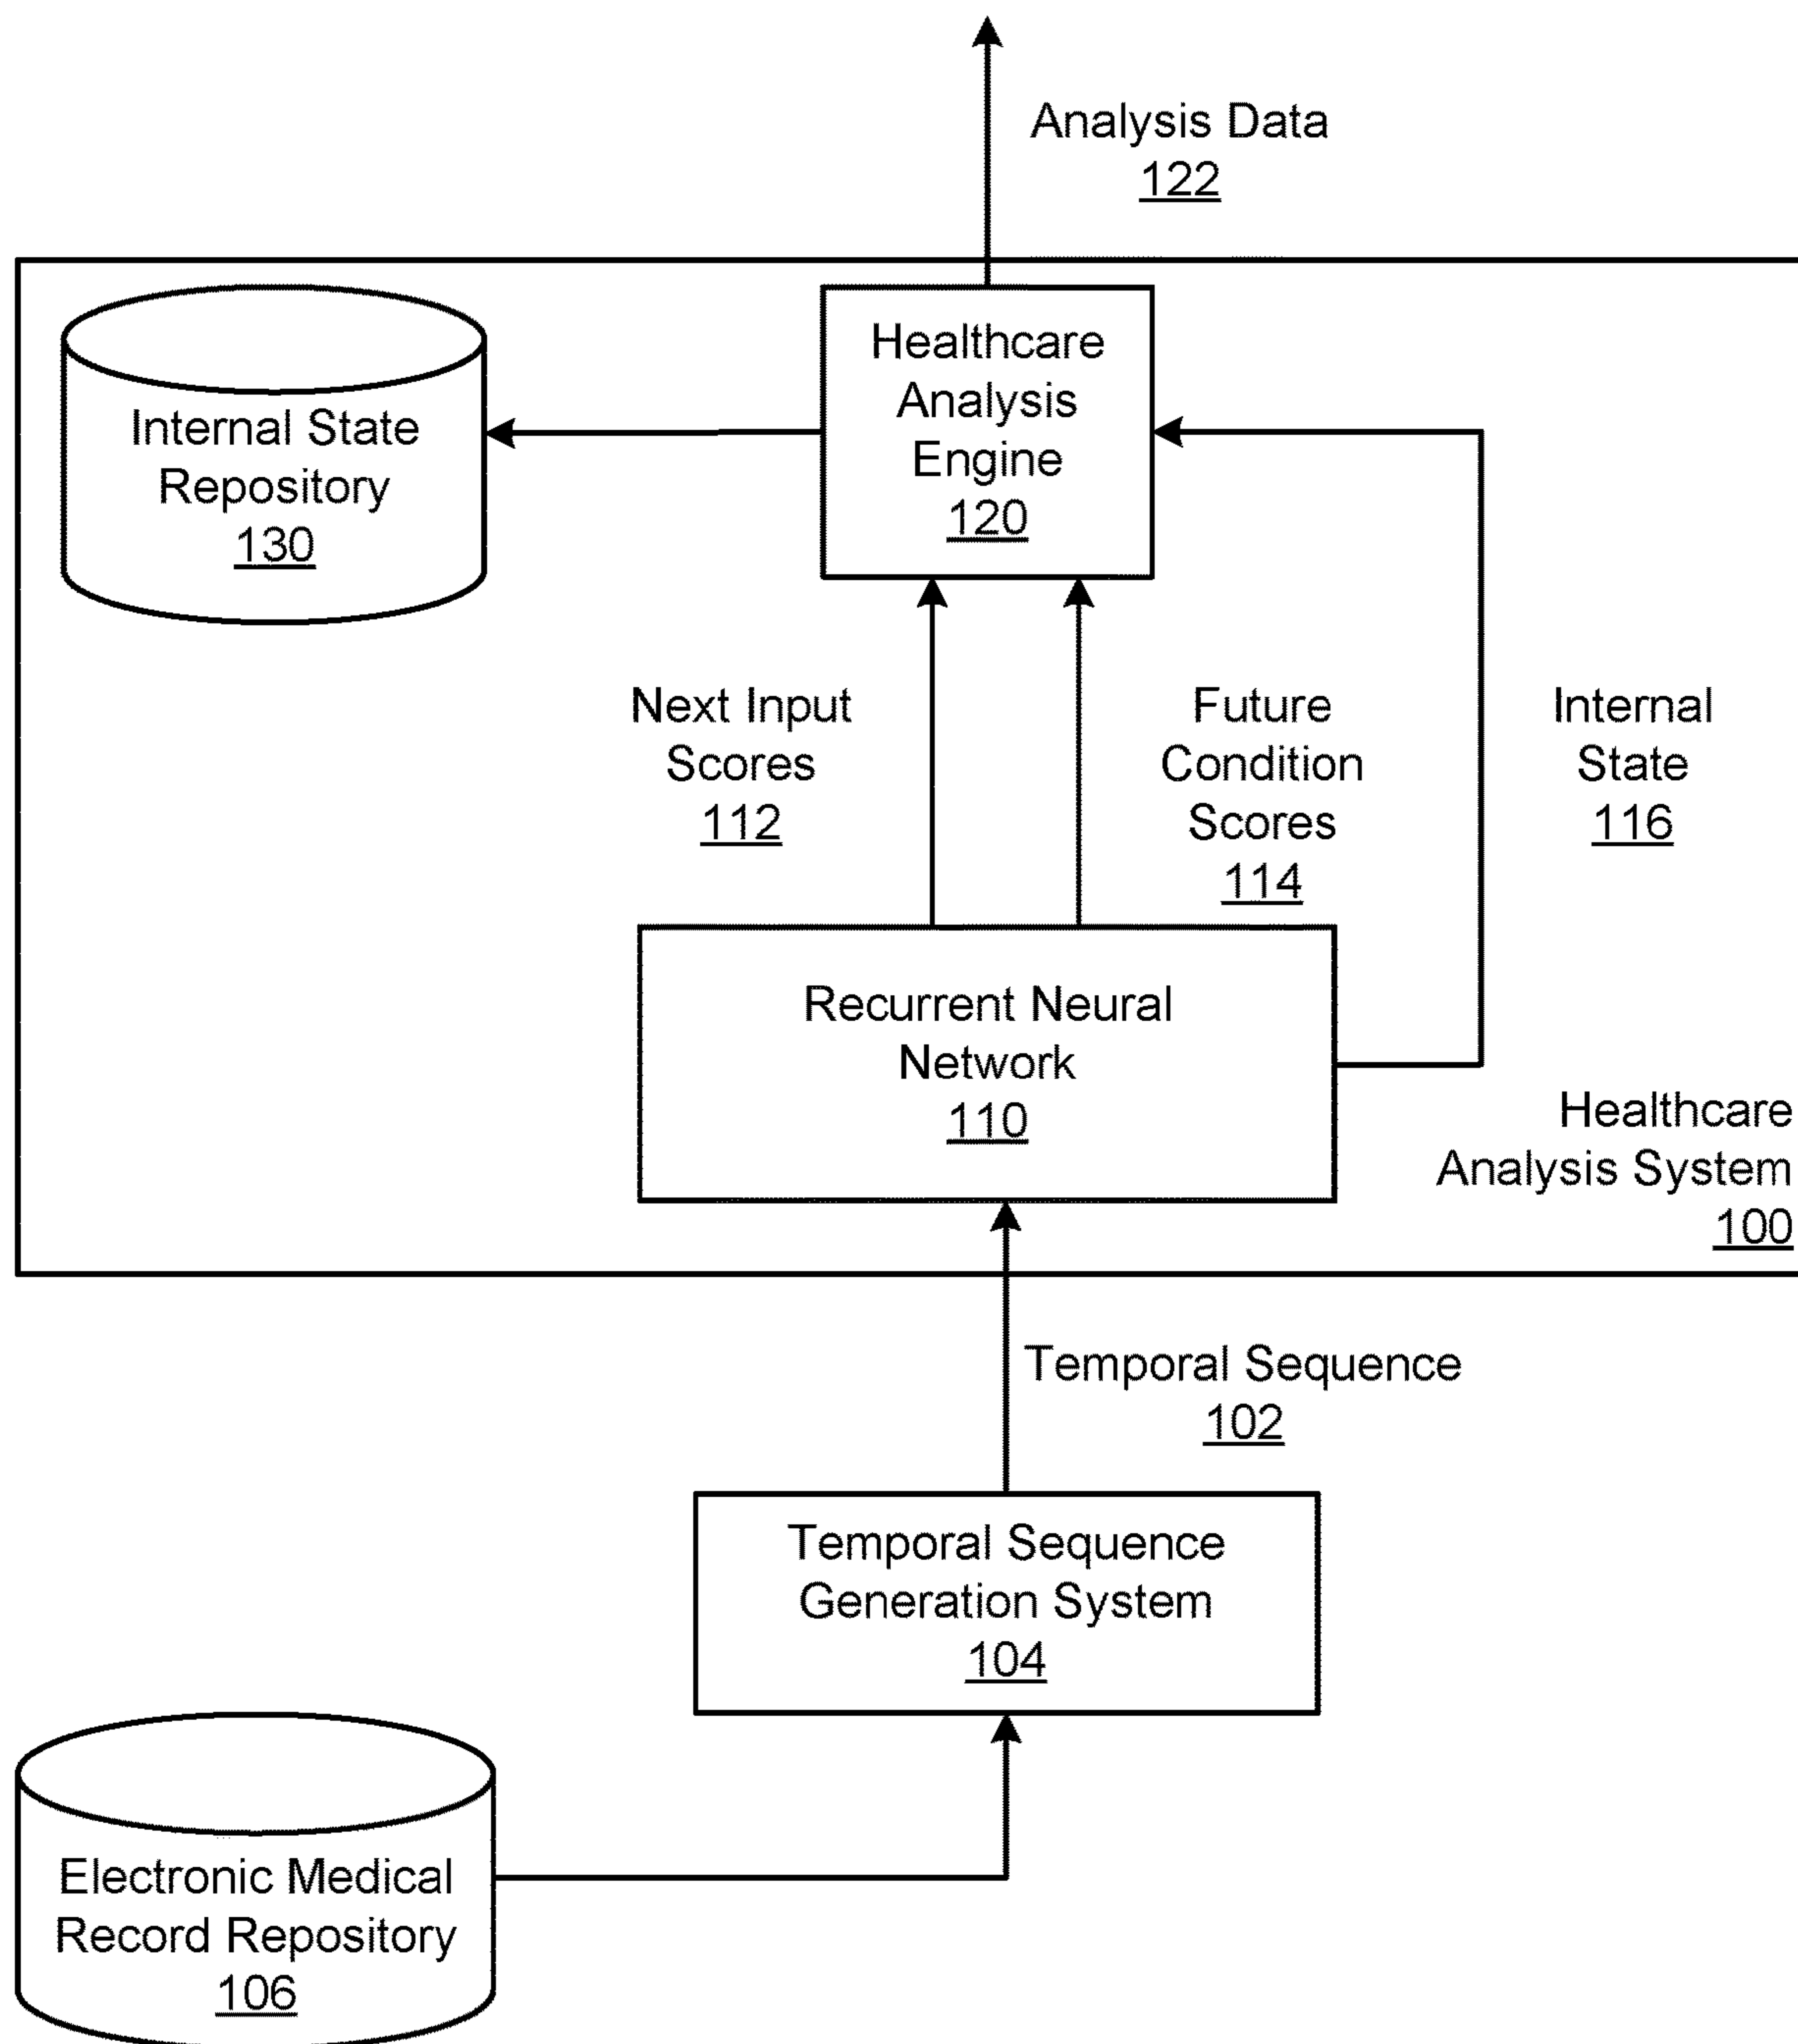 Analysis Data
122
Healthcare
Analysis
Engine
120
Internal State
Repository
130
Next Input
Scores
112
Future
Condition
Scores
114
Internal
State
116
Recurrent Neural
Network
110
Healthcare
Analysis System
100
Temporal Sequence
102
Temporal Sequence
Generation System
104
Electronic Medical
Record Repository
106